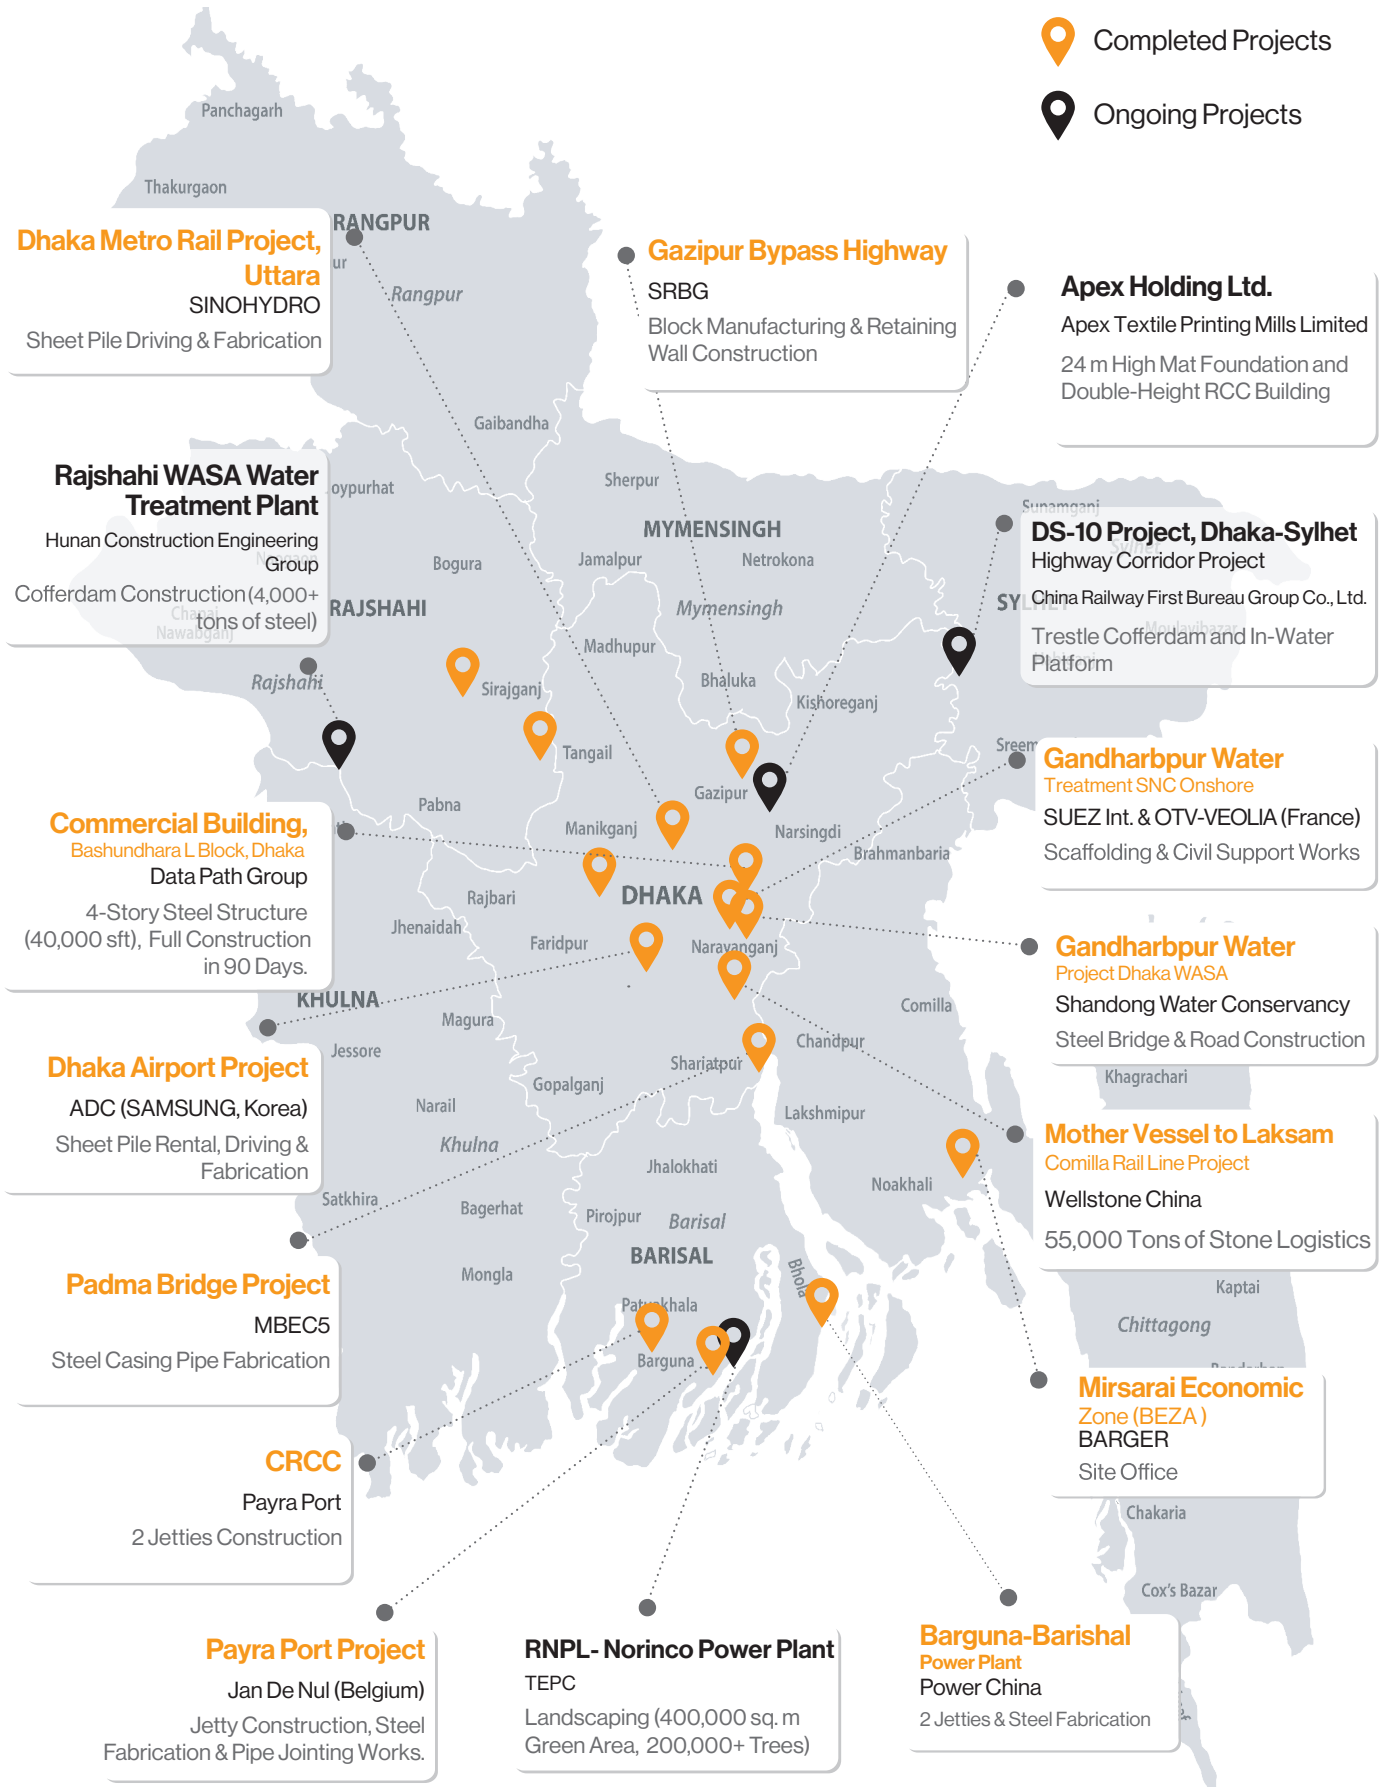 Completed Projects
Ongoing Projects
Panchagarh
Thakurgaon
RANGPUR
ur
Rangpur
Dhaka Metro Rail Project,
Uttara
SINOHYDRO
Sheet Pile Driving & Fabrication
Gazipur Bypass Highway
SRBG
Block Manufacturing & Retaining
Wall Construction
Apex Holding Ltd.
Apex Textile Printing Mills Limited
24 m High Mat Foundation and
Double-Height RCC Building
Gaibandha
Rajshahi WASA Water
Treatment Plant
Hunan Construction Engineering
Group
Cofferdam Construction (4,000+
tons of steel)
Naogaon
Chapai
Nawabganj
oypurhat
Bogura
RAJSHAHI
Rajshahi
Sirajganj
Sherpur
MYMENSINGH
Jamalpur
Netrokona
Mymensingh
Madhupur
Bhaluka
Kishoreganj
Sunamganj
Sylhet
DS-10 Project, Dhaka-Sylhet
Highway Corridor Project
China Railway First Bureau Group Co., Ltd.
Trestle Cofferdam and In-Water
Platform
SYLHET
Moulavibazar
Habiganj
Tangail
Gazipur
Pabna
Manikganj
Narsingdi
Brahmanbaria
Sreem
Gandharbpur Water
Treatment SNC Onshore
SUEZ Int. & OTV-VEOLIA (France)
Scaffolding & Civil Support Works
Commercial Building,
Bashundhara L Block, Dhaka
Data Path Group
4-Story Steel Structure
(40,000 sft), Full Construction
in 90 Days.
DHAKA
Rajbari
Jhenaidah
Faridpur
Narayanganj
Gandharbpur Water
Project Dhaka WASA
Shandong Water Conservancy
Steel Bridge & Road Construction
KHULNA
Magura
Jessore
Comilla
Chandpur
Shariatpur
Gopalganj
Khagrachari
Dhaka Airport Project
ADC (SAMSUNG, Korea)
Sheet Pile Rental, Driving &
Fabrication
Narail
Khulna
Lakshmipur
Jhalokhati
Noakhali
Mother Vessel to Laksam
Comilla Rail Line Project
Wellstone China
55,000 Tons of Stone Logistics
Satkhira
Bagerhat
Pirojpur
Barisal
BARISAL
Mongla
Bhola
Kaptai
Chittagong
Padma Bridge Project
MBEC5
Steel Casing Pipe Fabrication
Patuakhala
Barguna
Mirsarai Economic
Zone (BEZA )
BARGER
Site Office
CRCC
Payra Port
2 Jetties Construction
Chakaria
Cox's Bazar
Payra Port Project
Jan De Nul (Belgium)
Jetty Construction, Steel
Fabrication & Pipe Jointing Works.
RNPL- Norinco Power Plant
TEPC
Landscaping (400,000 sq. m
Green Area, 200,000+ Trees)
Barguna-Barishal
Power Plant
Power China
2 Jetties & Steel Fabrication